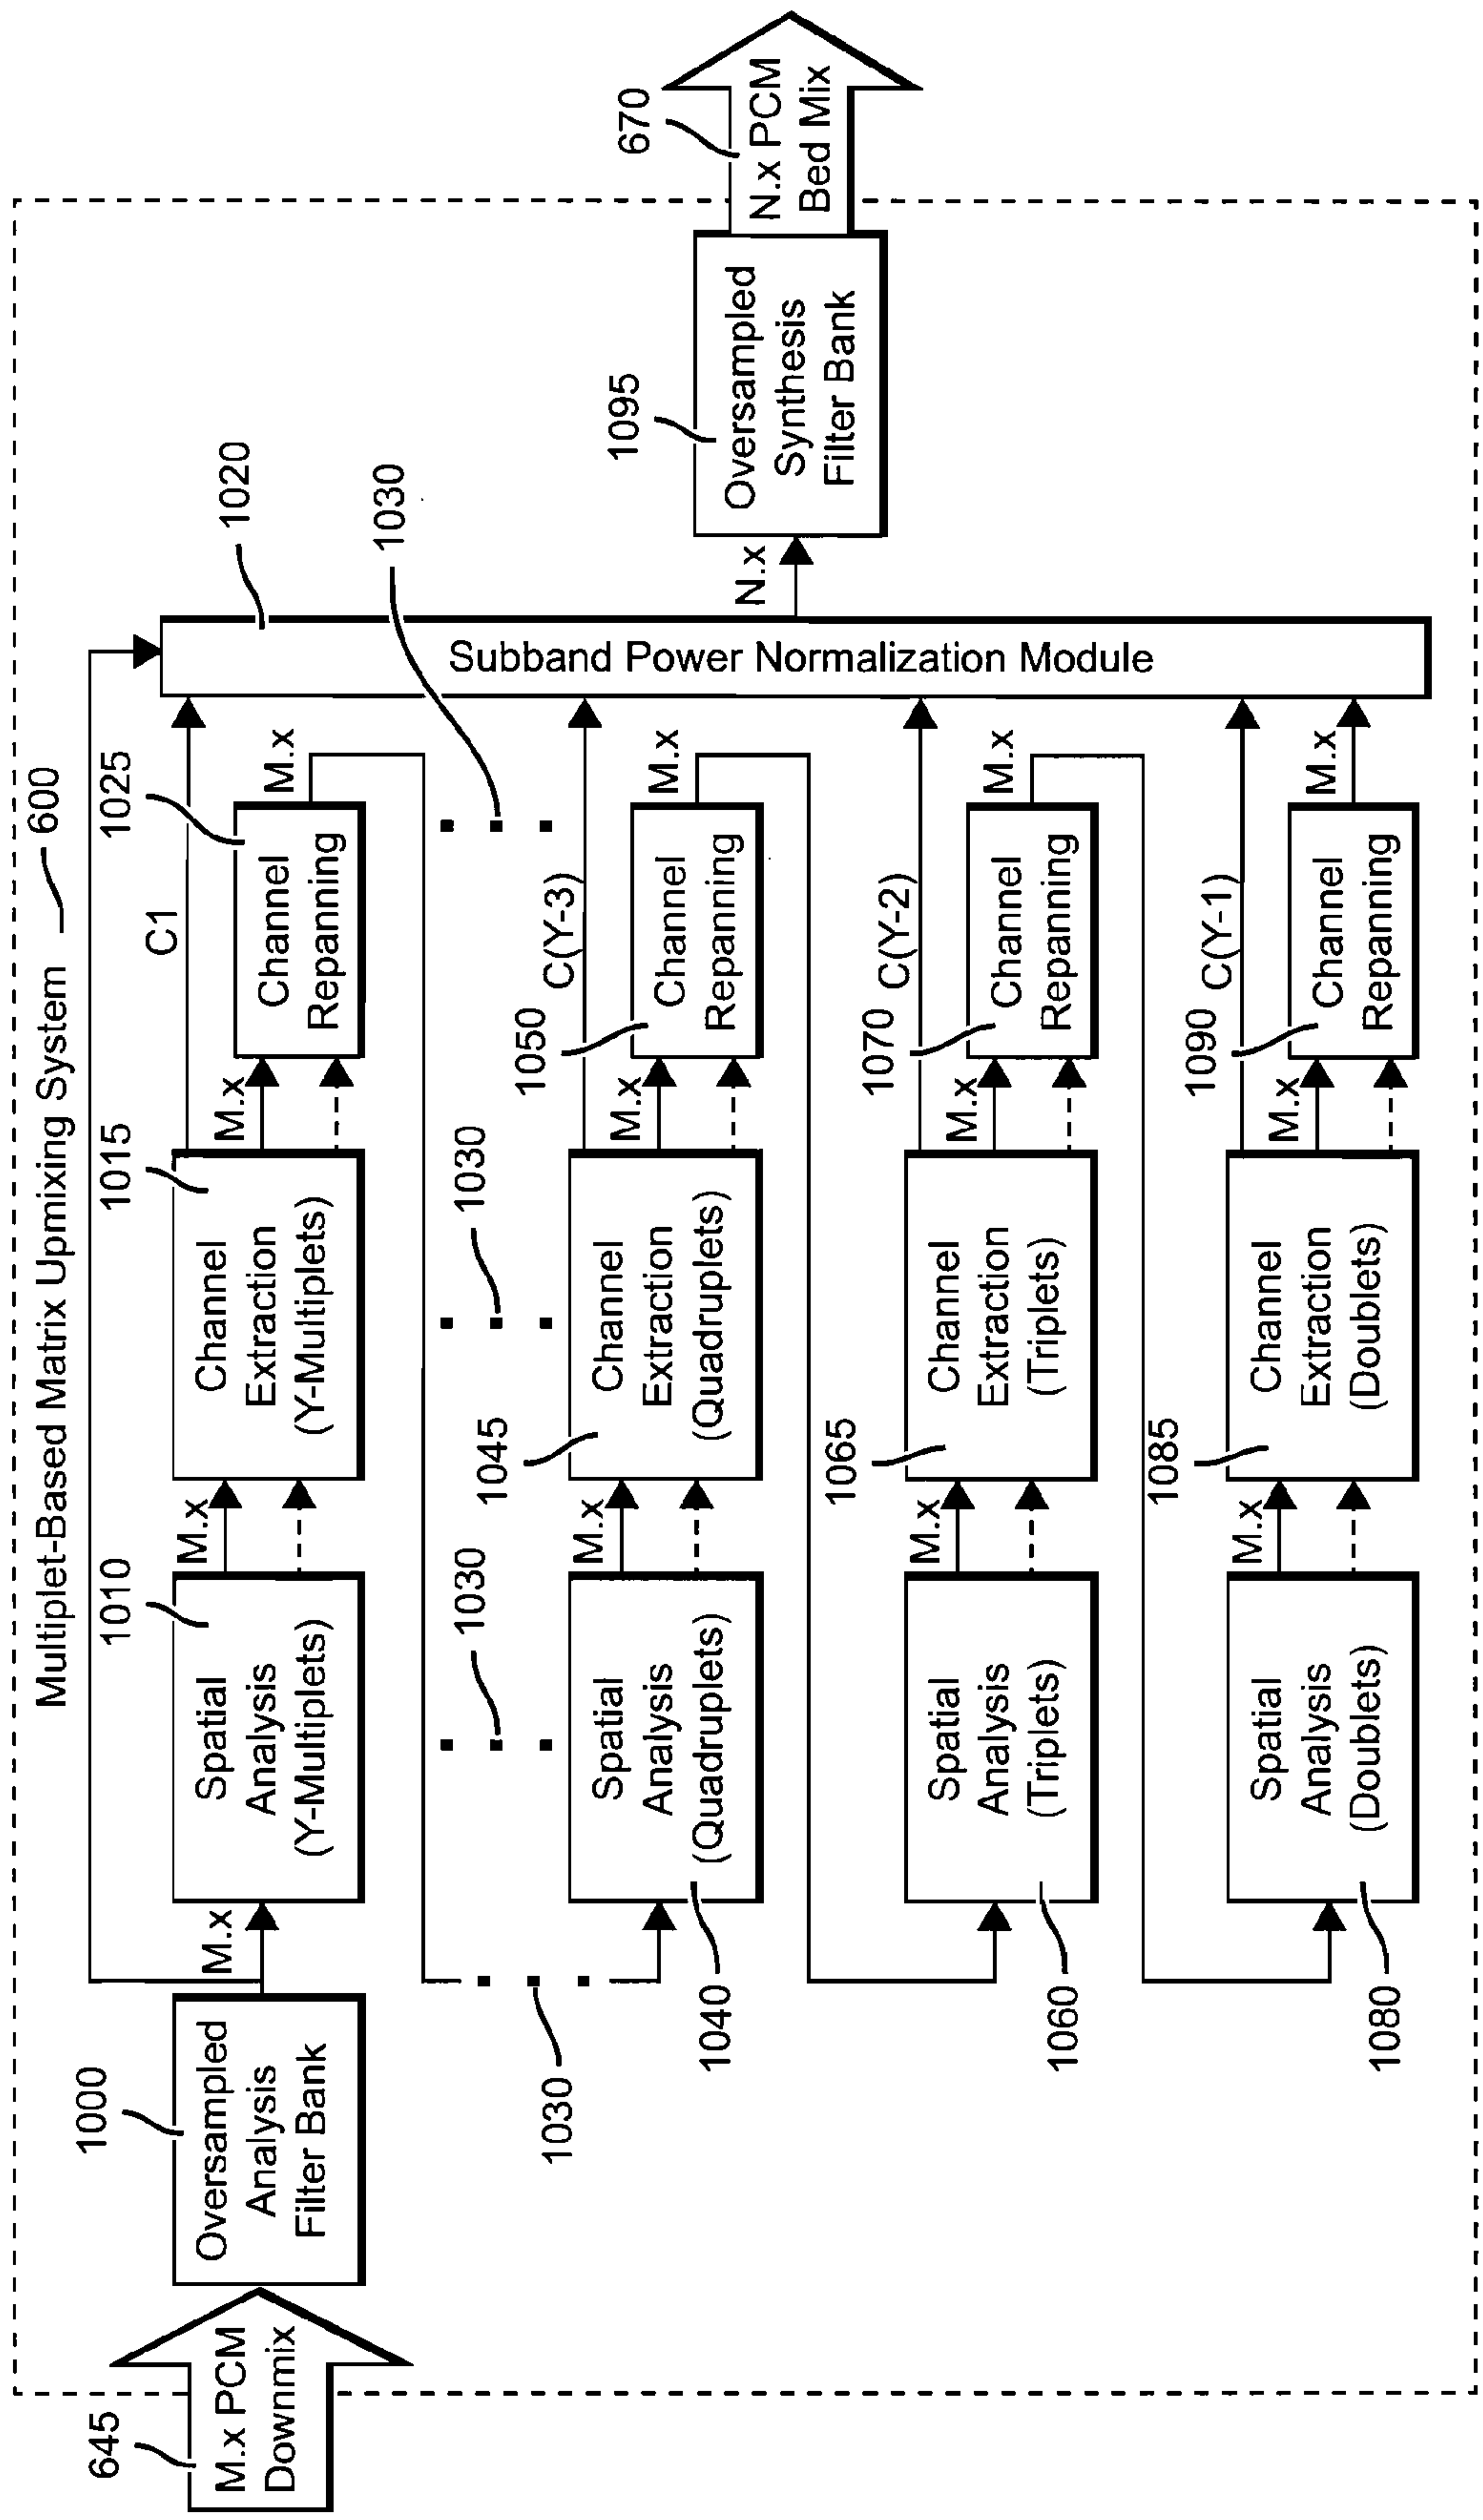 Multiplet-Based Matrix Upmixing System
600
645
M.x PCM
Downmix
1000
Oversampled
Analysis
Filter Bank
M.x
1010
Spatial
Analysis
(Y-Multiplets)
M.x
1015
Channel
Extraction
(Y-Multiplets)
C1
M.x
1025
Channel
Repanning
M.x
1020
Subband Power Normalization Module
1030
1030
1030
1030
1040
Spatial
Analysis
(Quadruplets)
M.x
1045
Channel
Extraction
(Quadruplets)
C(Y-3)
M.x
1050
Channel
Repanning
M.x
1060
Spatial
Analysis
(Triplets)
M.x
1065
Channel
Extraction
(Triplets)
C(Y-2)
M.x
1070
Channel
Repanning
M.x
1080
Spatial
Analysis
(Doublets)
M.x
1085
Channel
Extraction
(Doublets)
C(Y-1)
M.x
1090
Channel
Repanning
M.x
N.x
1095
Oversampled
Synthesis
Filter Bank
670
N.x PCM
Bed Mix